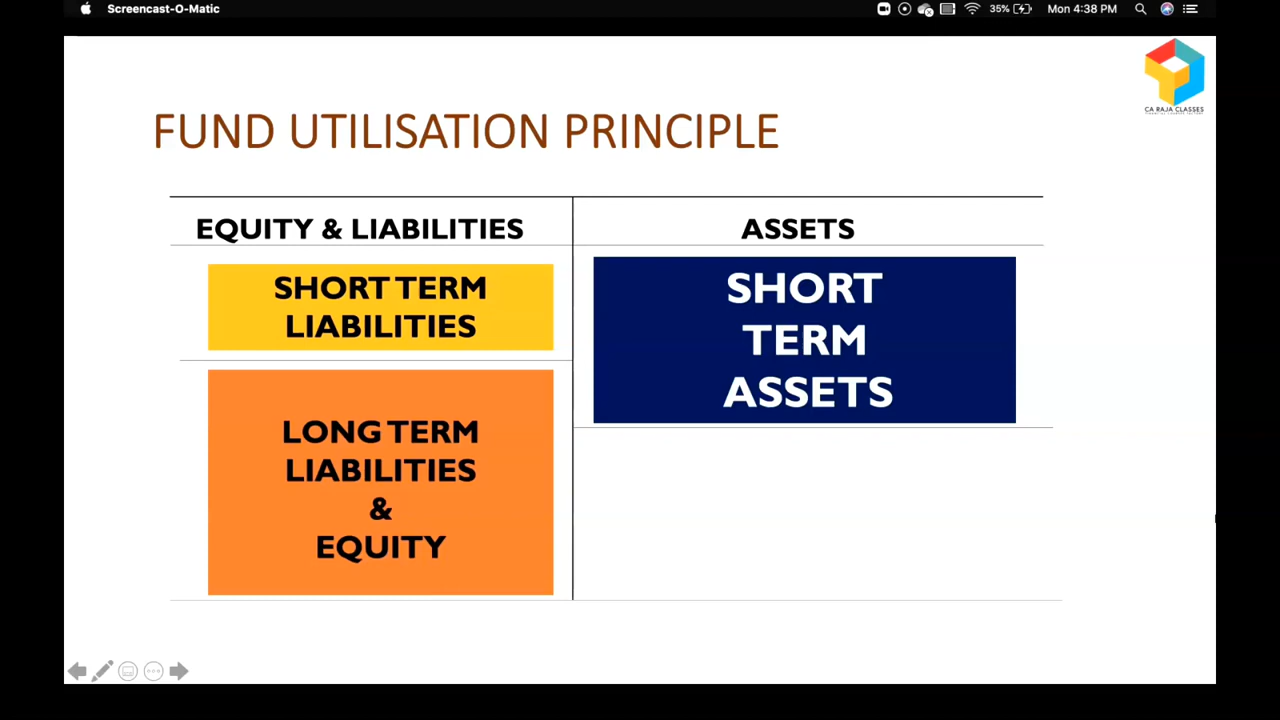 Screencast-O-Matic
35%
Mon 4:38 PM
CA RAJA CLASSES
FUND UTILISATION PRINCIPLE
EQUITY & LIABILITIES
ASSETS
SHORT TERM
LIABILITIES
SHORT
TERM
ASSETS
LONG TERM
LIABILITIES
&
EQUITY